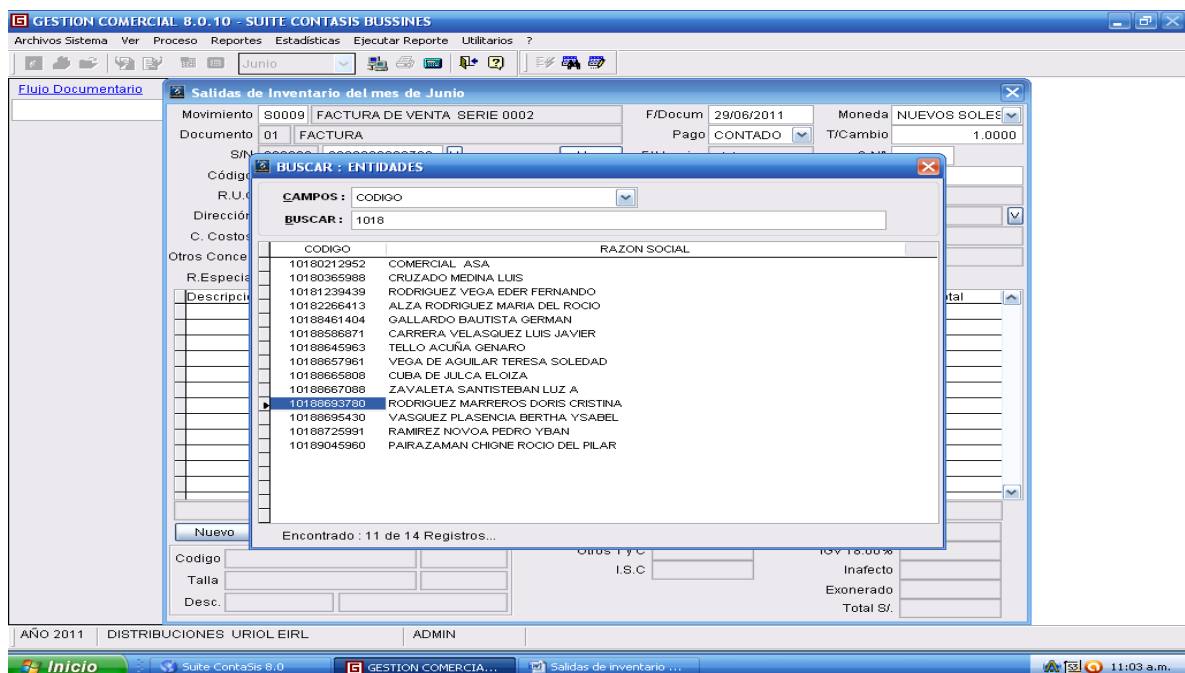 GESTION COMERCIAL 8.0.10 - SUITE CONTASIS BUSSINES
Archivos Sistema Ver Proceso Reportes Estadísticas Ejecutar Reporte Utilitarios ?
Junio
Flujo Documentario
Salidas de Inventario del mes de Junio
Movimiento S0009 FACTURA DE VENTA SERIE 0002 F/Docum 29/06/2011 Moneda NUEVOS SOLES
Documento 01 FACTURA Pago CONTADO T/Cambio 1.0000
S/N
BUSCAR : ENTIDADES
Código
R.U.
CAMPOS : CODIGO
Dirección
BUSCAR : 1018
C. Costos
Otros Conce
R.Especia
Descripci
tal
CODIGO RAZON SOCIAL
10180212952 COMERCIAL ASA
10180365988 CRUZADO MEDINA LUIS
10181239439 RODRIGUEZ VEGA EDER FERNANDO
10182266413 ALZA RODRIGUEZ MARIA DEL ROCIO
10188461404 GALLARDO BAUTISTA GERMAN
10188586871 CARRERA VELASQUEZ LUIS JAVIER
10188645963 TELLO ACUÑA GENARO
10188657961 VEGA DE AGUILAR TERESA SOLEDAD
10188665808 CUBA DE JULCA ELOIZA
10188667088 ZAVALETA SANTISTEBAN LUZ A
10188693780 RODRIGUEZ MARREROS DORIS CRISTINA
10188695430 VASQUEZ PLASENCIA BERTHA YSABEL
10188725991 RAMIREZ NOVOA PEDRO YBAN
10189045960 PAIRAZAMAN CHIGNE ROCIO DEL PILAR
Encontrado : 11 de 14 Registros...
Nuevo
Otros T y C
IGV 18.00%
Codigo
I.S.C
Inafecto
Talla
Exonerado
Desc.
Total S/.
AÑO 2011 DISTRIBUCIONES URIOL EIRL ADMIN
Inicio Suite ContaSis 8.0 GESTION COMERCIA... Salidas de inventario ... 11:03 a.m.